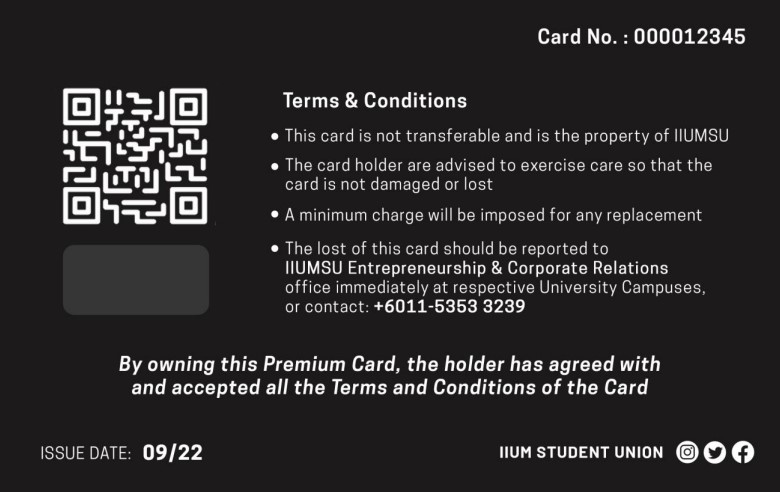 Card No. : 000012345
Terms & Conditions
• This card is not transferable and is the property of IIUMSU
• The card holder are advised to exercise care so that the
card is not damaged or lost
• A minimum charge will be imposed for any replacement
• The lost of this card should be reported to
IIUMSU Entrepreneurship & Corporate Relations
office immediately at respective University Campuses,
or contact: +6011-5353 3239
By owning this Premium Card, the holder has agreed with
and accepted all the Terms and Conditions of the Card
ISSUE DATE: 09/22
IIUM STUDENT UNION